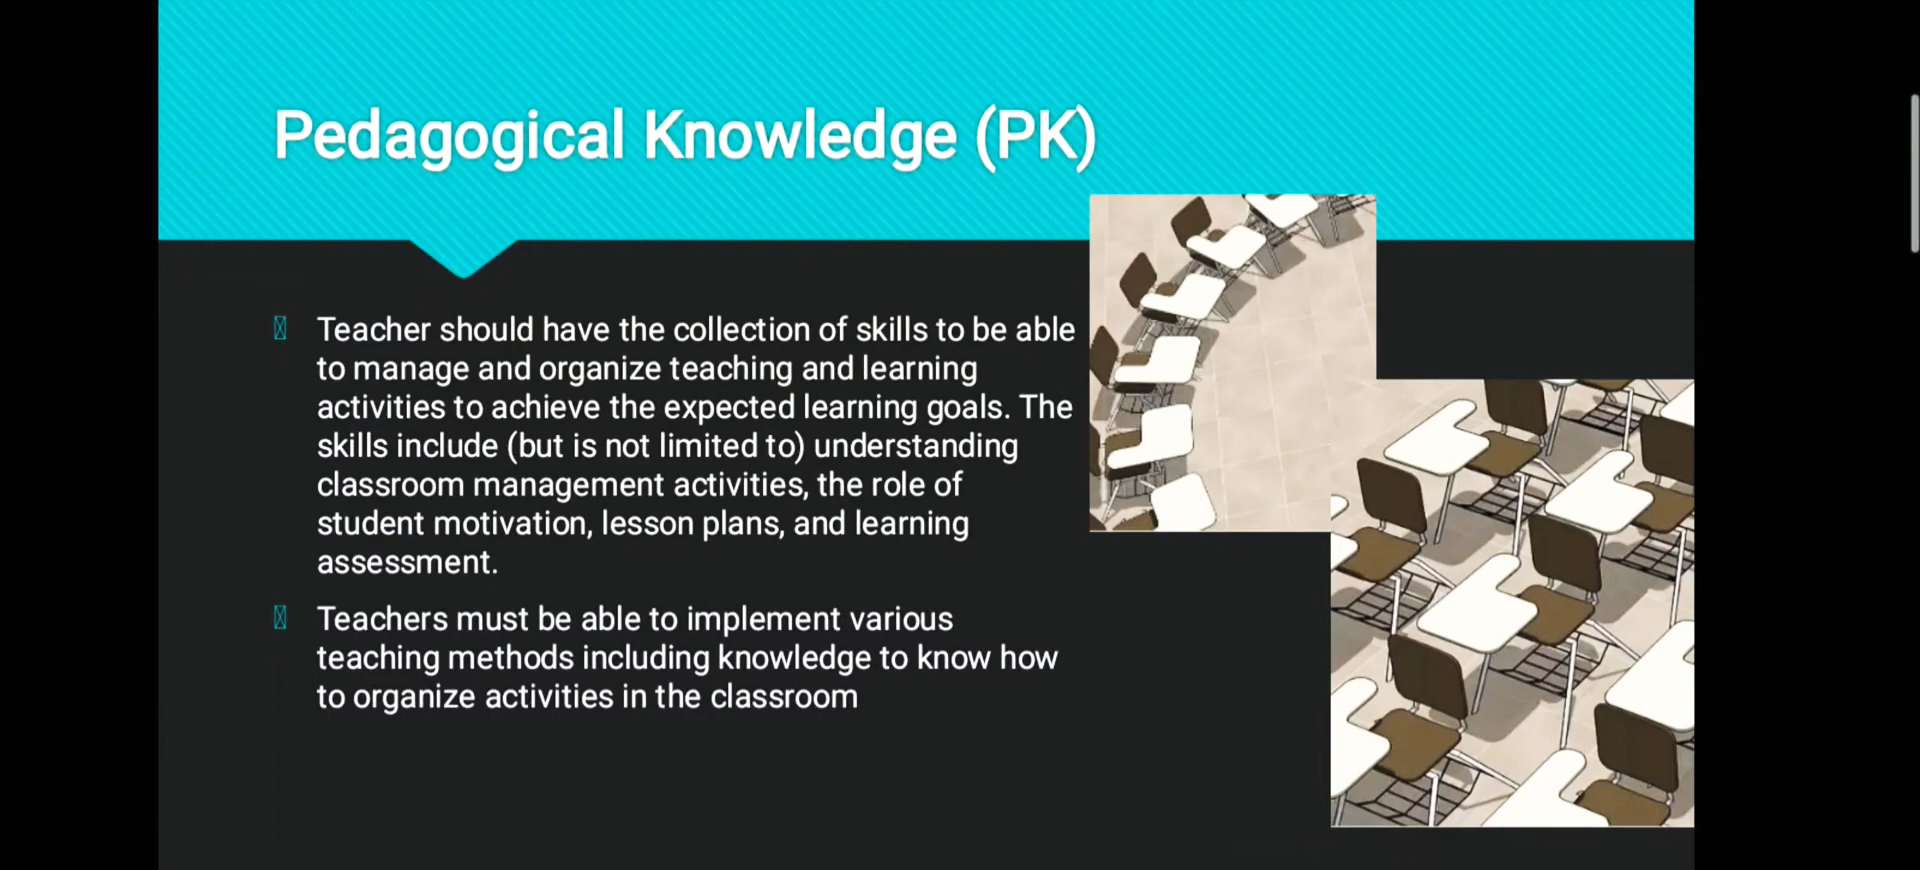 Pedagogical Knowledge (PK)
Teacher should have the collection of skills to be able
to manage and organize teaching and learning
activities to achieve the expected learning goals. The
skills include (but is not limited to) understanding
classroom management activities, the role of
student motivation, lesson plans, and learning
assessment.
Teachers must be able to implement various
teaching methods including knowledge to know how
to organize activities in the classroom